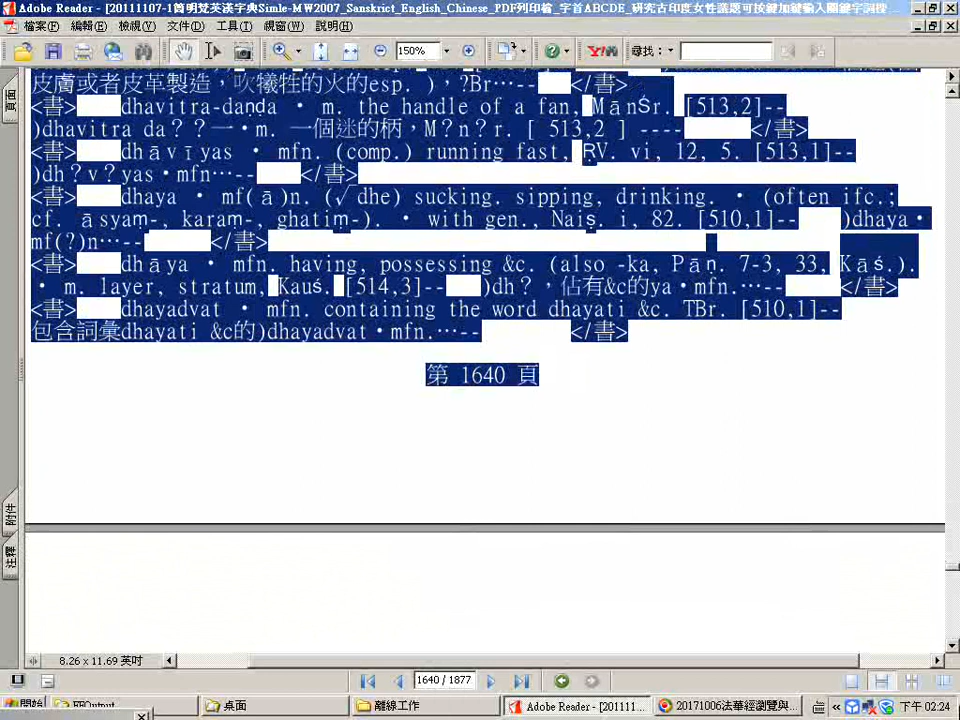 Adobe Reader - [20111107-1簡明梵英漢字典Simle-MW2007_Sanskrict_English_Chinese_PDF列印檔_字首ABCDE_研究古印度女性議題可按鍵加鍵輸入關鍵字詞搜
檔案(F) 編輯(E) 檢視(V) 文件(D) 工具(T) 視窗(W) 說明(H)
150% Y! 尋找：
頁面
皮膚或者皮革製造，吹犧牲的火的esp. )，?Br…-- </書>
<書> dhavitra-daṇḍa • m. the handle of a fan, MānŚr. [513,2]--
)dhavitra da？？一•m. 一個迷的柄，M？n？r. [ 513,2 ] ---- </書>
<書> dhāvīyas • mfn. (comp.) running fast, ṚV. vi, 12, 5. [513,1]--
)dh？v？yas•mfn…-- </書>
<書> dhaya • mf(ā)n. (√dhe) sucking. sipping, drinking. • (often ifc.;
cf. āsyaṃ-, karaṃ-, ghatiṃ-). • with gen., Naiṣ. i, 82. [510,1]-- )dhaya•
mf(?)n…-- </書>
<書> dhāya • mfn. having, possessing &c. (also -ka, Pāṇ. 7-3, 33, Kāś.).
• m. layer, stratum, Kauś. [514,3]-- )dh？，佔有&c的ya•mfn.…-- </書>
<書> dhayadvat • mfn. containing the word dhayati &c. TBr. [510,1]--
包含詞彙dhayati &c的)dhayadvat•mfn.…-- </書>
第 1640 頁
附件
注釋
8.26 x 11.69 英吋
1640 / 1877
開始 FFOutput 桌面 離線工作 Adobe Reader - [201111... 20171006法華經瀏覽與... 下午 02:24